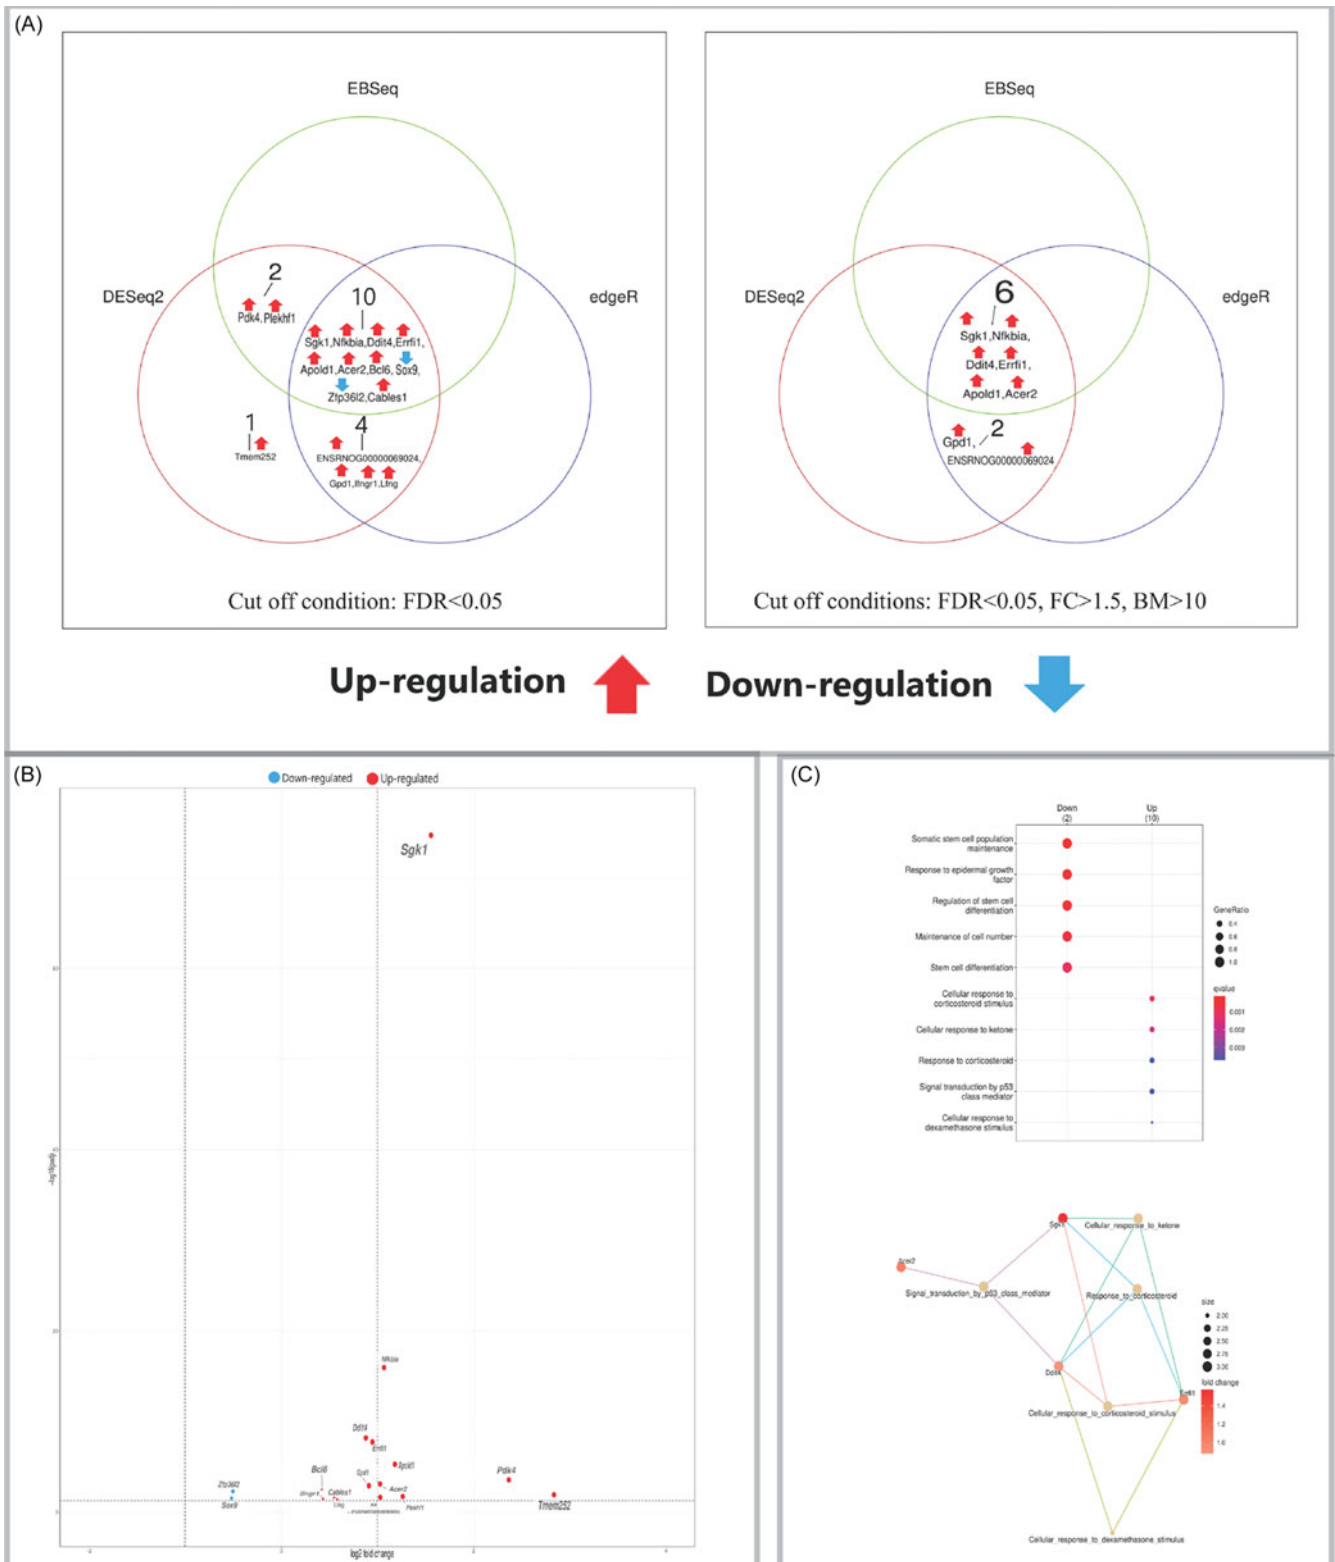 (A)
EBSeq
DESeq2
edgeR
2
Pdk4,Plekhf1
10
Sgk1,Nfkbia,Ddit4,Errfi1,
Apold1,Acer2,Bcl6,Sox9,
Zfp36l2,Cables1
1
Tmem252
4
ENSRNOG00000069024,
Gpd1,Ifngr1,Lfng
Cut off condition: FDR<0.05
EBSeq
DESeq2
edgeR
6
Sgk1,Nfkbia,
Ddit4,Errfi1,
Apold1,Acer2
2
Gpd1,
ENSRNOG00000069024
Cut off conditions: FDR<0.05, FC>1.5, BM>10
Up-regulation
Down-regulation
(B)
Down-regulated
Up-regulated
Sgk1
Nfkbia
Ddit4
Errfi1
Apold1
Gpd1
Acer2
Pdk4
Tmem252
Plekhf1
Bcl6
Ifngr1
Cables1
Lfng
Zfp36l2
Sox9
log2 fold change
(C)
Down
(2)
Up
(10)
Somatic stem cell population
maintenance
Response to epidermal growth
factor
Regulation of stem cell
differentiation
Maintenance of cell number
Stem cell differentiation
Cellular response to
corticosteroid stimulus
Cellular response to ketone
Response to corticosteroid
Signal transduction by p53
class mediator
Cellular response to
dexamethasone stimulus
GeneRatio
0.4
0.6
0.8
1.0
qvalue
0.001
0.002
0.003
Sgk1
Cellular_response_to_ketone
Acer2
Signal_transduction_by_p53_class_mediator
Response_to_corticosteroid
Ddit4
Errfi1
Cellular_response_to_corticosteroid_stimulus
Cellular_response_to_dexamethasone_stimulus
size
2.00
2.25
2.50
2.75
3.00
fold change
1.4
1.2
1.0